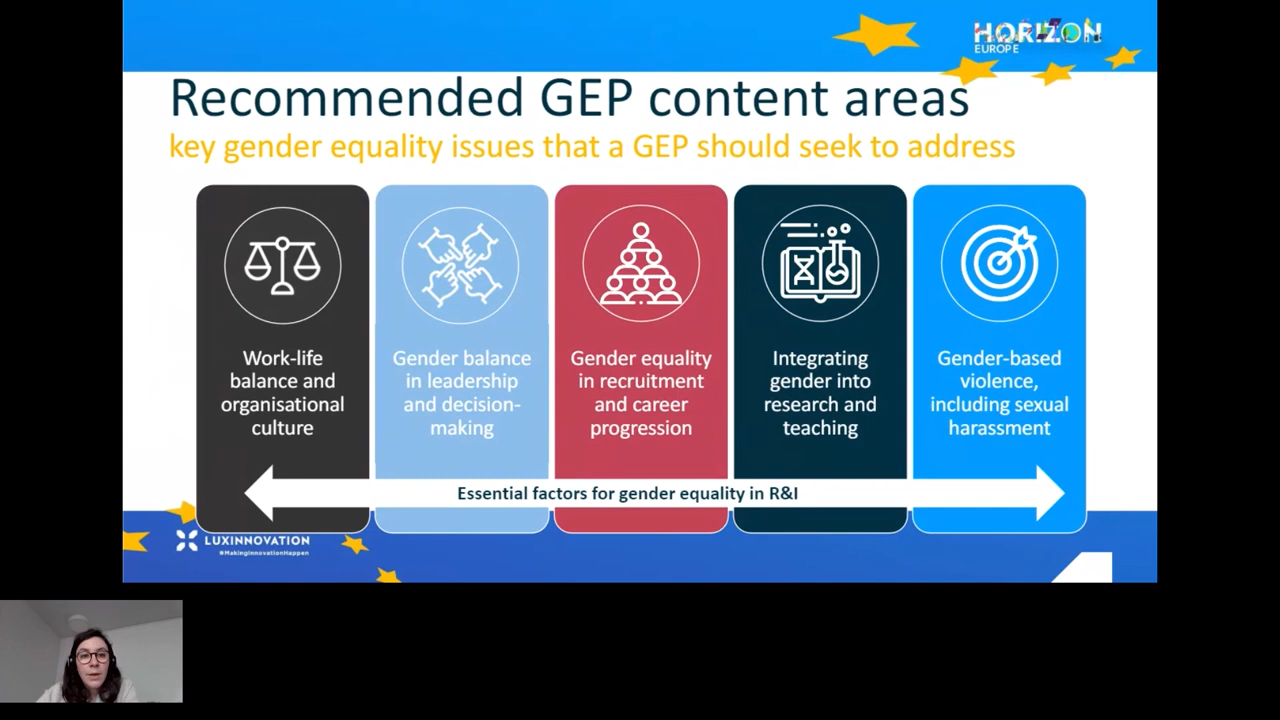 HORIZON
EUROPE
Recommended GEP content areas
key gender equality issues that a GEP should seek to address
Work-life
balance and
organisational
culture
Gender balance
in leadership
and decision-
making
Gender equality
in recruitment
and career
progression
Integrating
gender into
research and
teaching
Gender-based
violence,
including sexual
harassment
Essential factors for gender equality in R&I
LUXINNOVATION
#MakingInnovationHappen